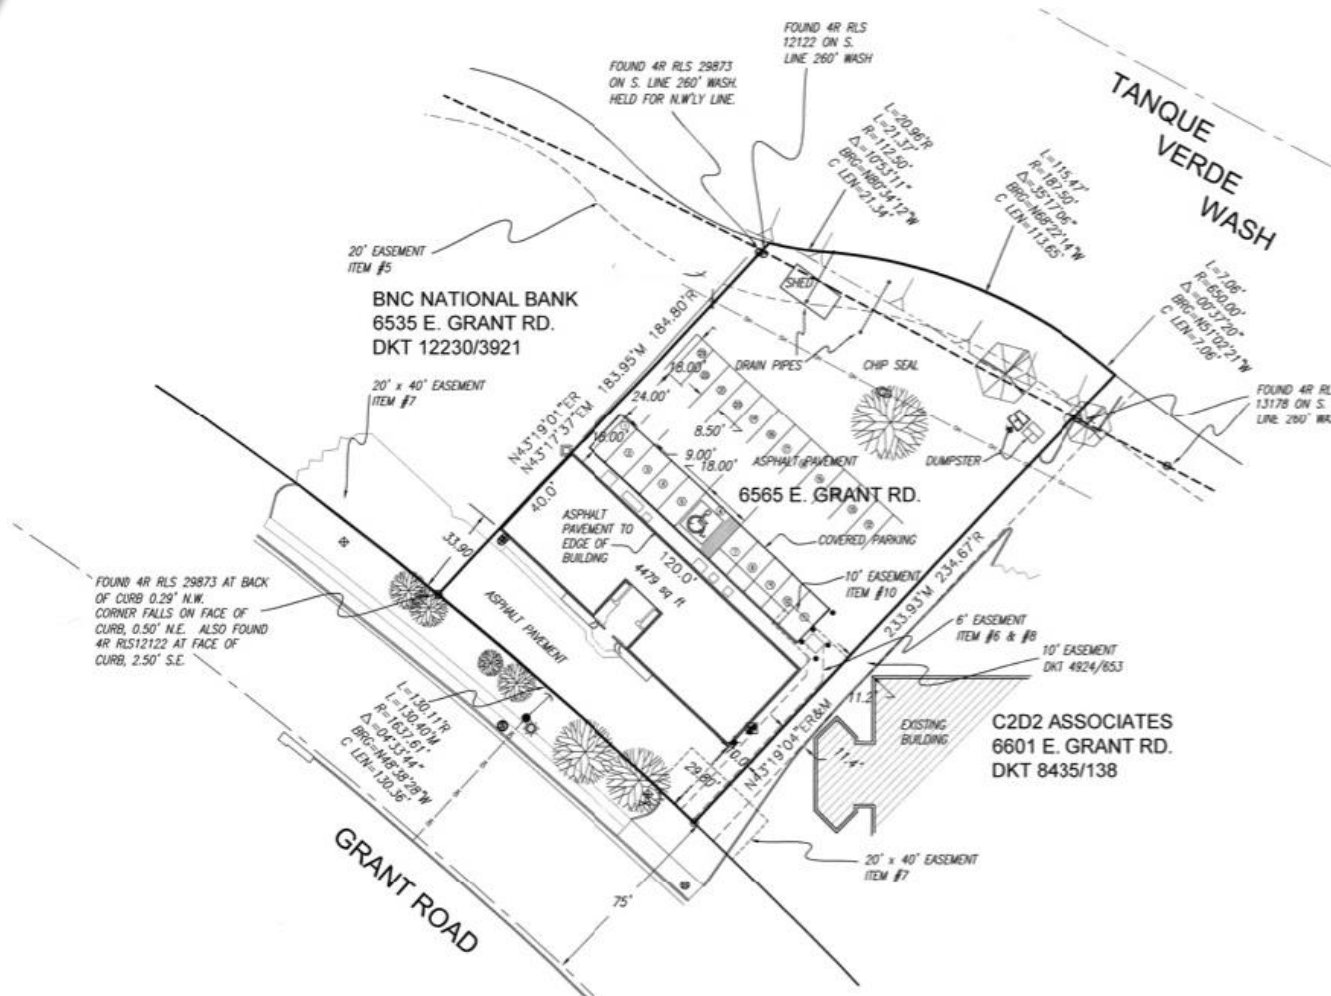 FOUND 4R RLS
12122 ON S.
LINE 260' WASH
FOUND 4R RLS 29873
ON S. LINE 260' WASH.
HELD FOR N.W'LY LINE.
TANQUE
VERDE
WASH
L=20.96'R
L=21.37'
R=112.50'
Δ=10°53'11"
BRG=N80°34'12"W
C LEN=21.34'
L=115.47'
R=187.50'
Δ=35°17'06"
BRG=N68°22'14"W
C LEN=113.65'
L=7.06'
R=650.00'
Δ=00°37'20"
BRG=N51°02'21"W
C LEN=7.06'
20' EASEMENT
ITEM #5
BNC NATIONAL BANK
6535 E. GRANT RD.
DKT 12230/3921
20' x 40' EASEMENT
ITEM #7
SHED
DRAIN PIPES
CHIP SEAL
FOUND 4R RL
13178 ON S.
LINE 260' WA
N43°19'01"ER
N43°17'37"EM 183.95'M 184.80'R
18.00'
24.00'
8.50'
18.00'
9.00'
18.00'
ASPHALT PAVEMENT
DUMPSTER
6565 E. GRANT RD.
40.0'
ASPHALT
PAVEMENT TO
EDGE OF
BUILDING
COVERED PARKING
33.90
120.0'
4479 sq ft
10' EASEMENT
ITEM #10
233.93'M 234.67'R
FOUND 4R RLS 29873 AT BACK
OF CURB 0.29' N.W.
CORNER FALLS ON FACE OF
CURB, 0.50' N.E. ALSO FOUND
4R RLS12122 AT FACE OF
CURB, 2.50' S.E.
ASPHALT PAVEMENT
6' EASEMENT
ITEM #6 & #8
10' EASEMENT
DKT 4924/653
11.2'
EXISTING
BUILDING
C2D2 ASSOCIATES
6601 E. GRANT RD.
DKT 8435/138
11.4'
N43°19'04"ER&M
L=130.11'R
L=130.40'M
R=1637.61'
Δ=04°33'44"
BRG=N48°38'28"W
C LEN=130.36'
29.80'
20' x 40' EASEMENT
ITEM #7
GRANT ROAD
75'